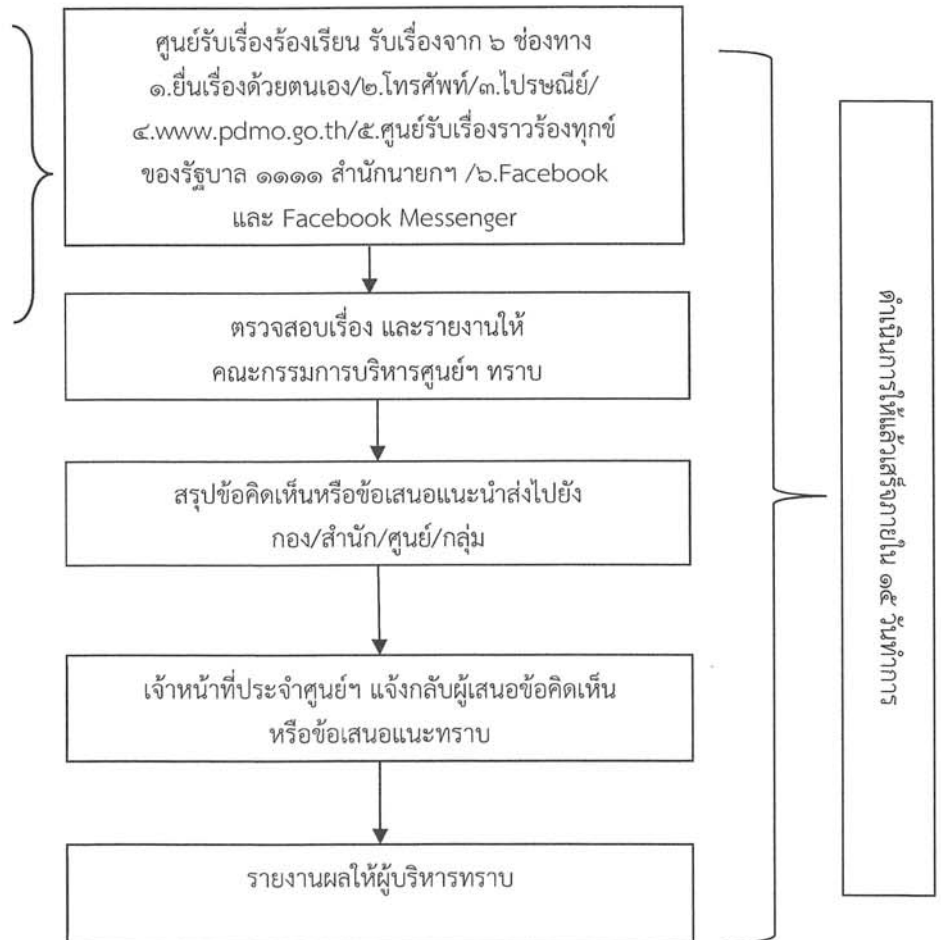 ศูนย์รับเรื่องร้องเรียน รับเรื่องจาก ๖ ช่องทาง
๑.ยื่นเรื่องด้วยตนเอง/๒.โทรศัพท์/๓.ไปรษณีย์/
๔.www.pdmo.go.th/๕.ศูนย์รับเรื่องราวร้องทุกข์
ของรัฐบาล ๑๑๑๑ สำนักนายกฯ /๖.Facebook
และ Facebook Messenger
ตรวจสอบเรื่อง และรายงานให้
คณะกรรมการบริหารศูนย์ฯ ทราบ
สรุปข้อคิดเห็นหรือข้อเสนอแนะนำส่งไปยัง
กอง/สำนัก/ศูนย์/กลุ่ม
เจ้าหน้าที่ประจำศูนย์ฯ แจ้งกลับผู้เสนอข้อคิดเห็น
หรือข้อเสนอแนะทราบ
รายงานผลให้ผู้บริหารทราบ
ดำเนินการให้แล้วเสร็จภายใน ๑๕ วันทำการ